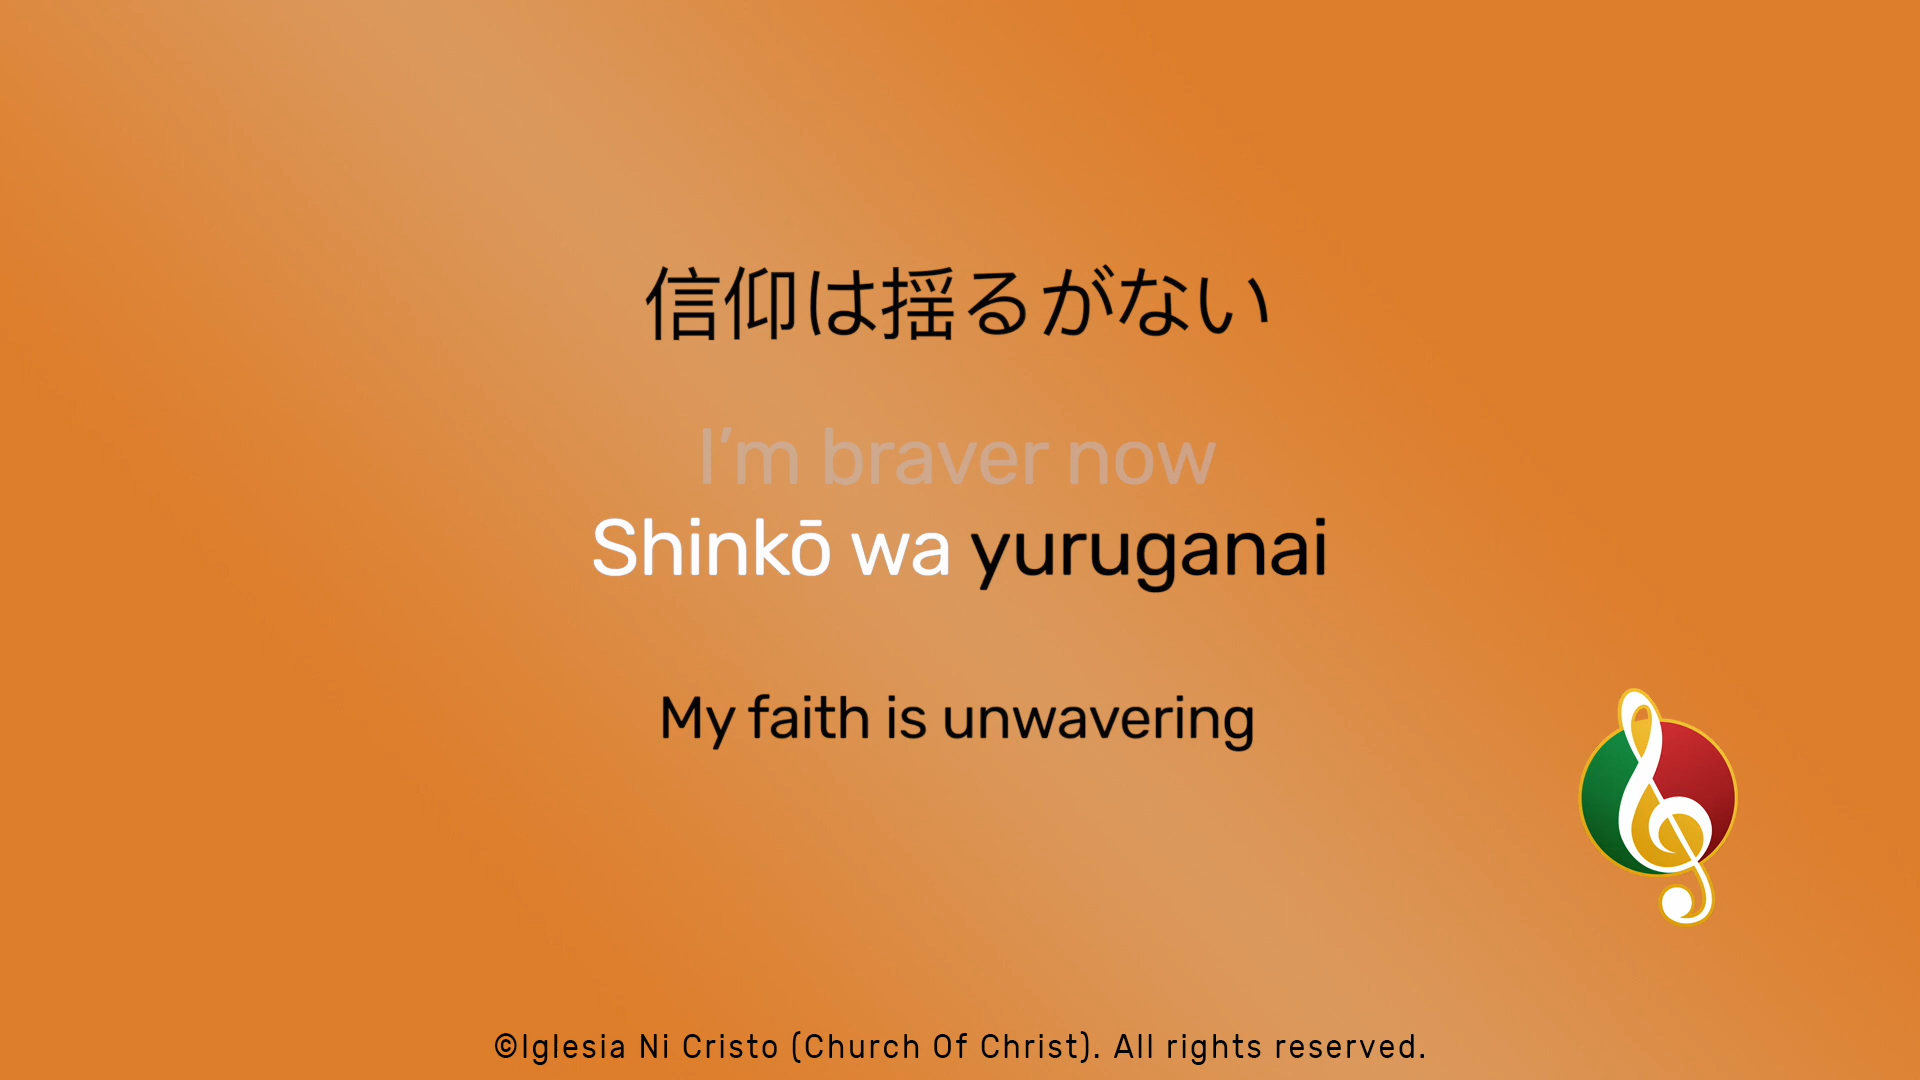 信仰は揺るがない
I’m braver now
Shinkō wa yuruganai
My faith is unwavering
©Iglesia Ni Cristo (Church Of Christ). All rights reserved.